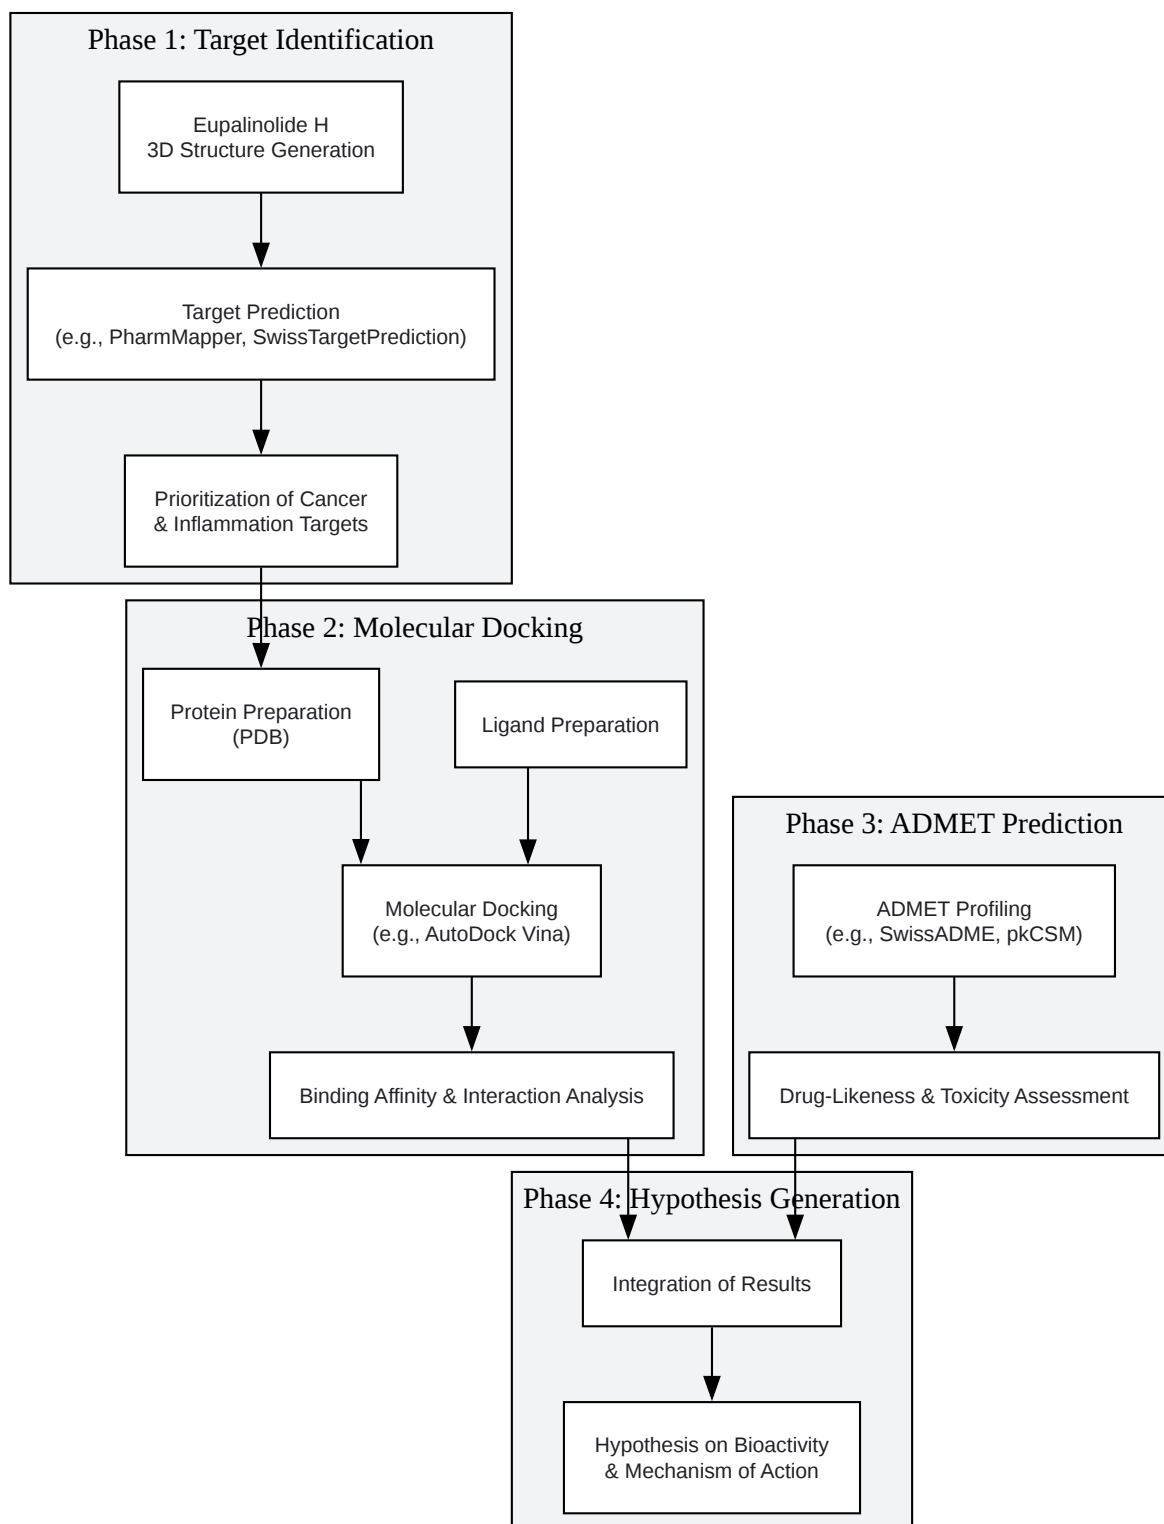 Phase 1: Target Identification
Eupalinolide H
3D Structure Generation
Target Prediction
(e.g., PharmMapper, SwissTargetPrediction)
Prioritization of Cancer
& Inflammation Targets
Phase 2: Molecular Docking
Protein Preparation
(PDB)
Ligand Preparation
Molecular Docking
(e.g., AutoDock Vina)
Binding Affinity & Interaction Analysis
Phase 3: ADMET Prediction
ADMET Profiling
(e.g., SwissADME, pkCSM)
Drug-Likeness & Toxicity Assessment
Phase 4: Hypothesis Generation
Integration of Results
Hypothesis on Bioactivity
& Mechanism of Action